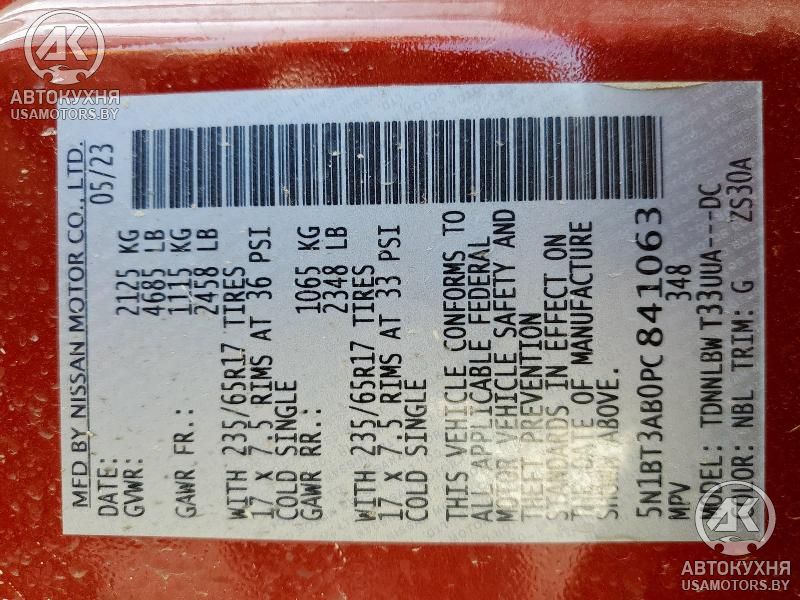 АВТОКУХНЯ
USAMOTORS.BY
MFD BY NISSAN MOTOR CO., LTD.
DATE: 05/23
GVWR: 2125 KG
4685 LB
GAWR FR.: 1115 KG
2458 LB
WITH 235/65R17 TIRES
17 X 7.5 RIMS AT 36 PSI
COLD SINGLE
GAWR RR.: 1065 KG
2348 LB
WITH 235/65R17 TIRES
17 X 7.5 RIMS AT 33 PSI
COLD SINGLE
THIS VEHICLE CONFORMS TO
ALL APPLICABLE FEDERAL
MOTOR VEHICLE SAFETY AND
THEFT PREVENTION
STANDARDS IN EFFECT ON
THE DATE OF MANUFACTURE
SHOWN ABOVE.
5N1BT3AB0PC841063
MPV 348
MODEL: TDNNLBW T33UUA---DC
COLOR: NBL TRIM: G ZS30A
АВТОКУХНЯ
USAMOTORS.BY